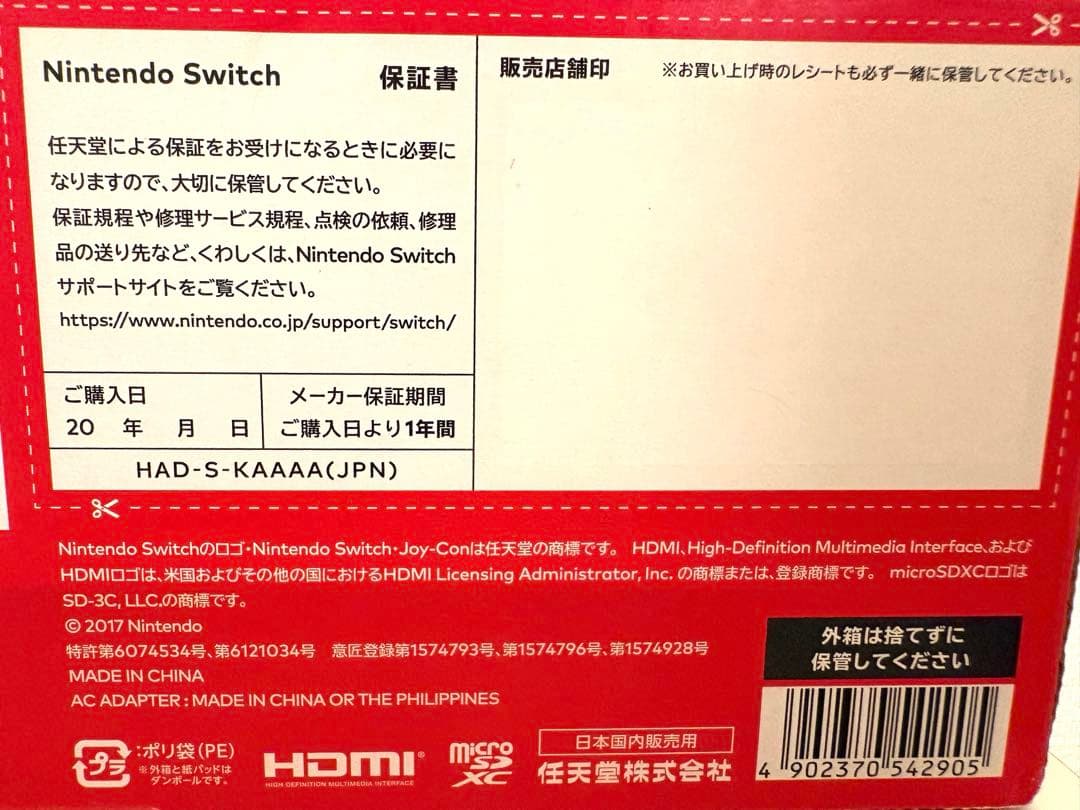 Nintendo Switch 保証書
任天堂による保証をお受けになるときに必要に
なりますので、大切に保管してください。
保証規程や修理サービス規程、点検の依頼、修理
品の送り先など、くわしくは、Nintendo Switch
サポートサイトをご覧ください。
https://www.nintendo.co.jp/support/switch/
ご購入日
20 年 月 日
メーカー保証期間
ご購入日より1年間
HAD-S-KAAAA(JPN)
販売店舗印 ※お買い上げ時のレシートも必ず一緒に保管してください。
Nintendo Switchのロゴ・Nintendo Switch・Joy-Conは任天堂の商標です。 HDMI、High-Definition Multimedia Interface、および
HDMIロゴは、米国およびその他の国におけるHDMI Licensing Administrator, Inc. の商標または、登録商標です。 microSDXCロゴは
SD-3C, LLC.の商標です。
© 2017 Nintendo
特許第6074534号、第6121034号 意匠登録第1574793号、第1574796号、第1574928号
MADE IN CHINA
AC ADAPTER : MADE IN CHINA OR THE PHILIPPINES
外箱は捨てずに
保管してください
プラ
:ポリ袋(PE)
※外箱と紙パッドは
ダンボールです。
HDMI®
HIGH DEFINITION MULTIMEDIA INTERFACE
micro
SD
XC
日本国内販売用
任天堂株式会社
4 902370 542905